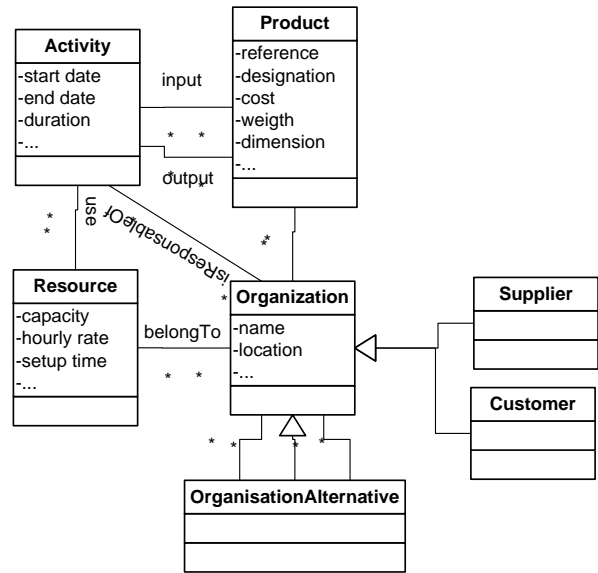 Activity
-start date
-end date
-duration
-...
Product
-reference
-designation
-cost
-weigth
-dimension
-...
input
* *
output
* *
use
*
*
isResponsableOf
*
*
*
*
Resource
-capacity
-hourly rate
-setup time
-...
belongTo
* *
Organization
-name
-location
-...
Supplier
Customer
* * * *
OrganisationAlternative